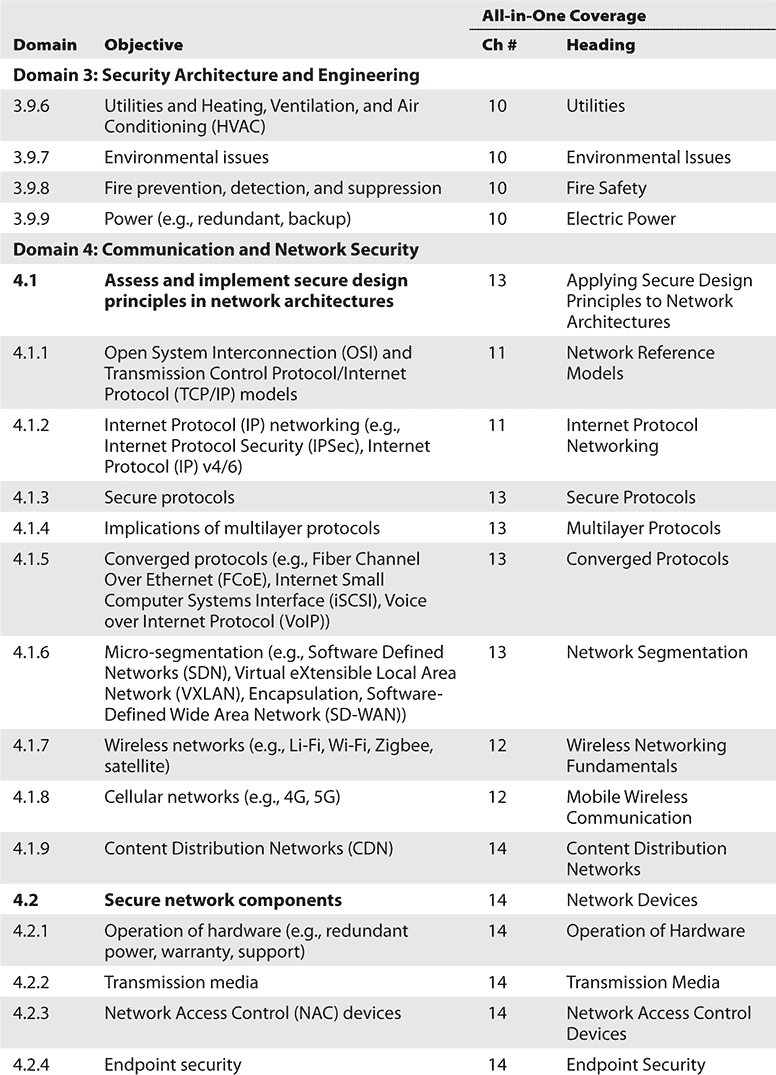 All-in-One Coverage
Domain Objective Ch # Heading
Domain 3: Security Architecture and Engineering
3.9.6 Utilities and Heating, Ventilation, and Air 10 Utilities
Conditioning (HVAC)
3.9.7 Environmental issues 10 Environmental Issues
3.9.8 Fire prevention, detection, and suppression 10 Fire Safety
3.9.9 Power (e.g., redundant, backup) 10 Electric Power
Domain 4: Communication and Network Security
4.1 Assess and implement secure design 13 Applying Secure Design
principles in network architectures Principles to Network
Architectures
4.1.1 Open System Interconnection (OSI) and 11 Network Reference
Transmission Control Protocol/Internet Models
Protocol (TCP/IP) models
4.1.2 Internet Protocol (IP) networking (e.g., 11 Internet Protocol
Internet Protocol Security (IPSec), Internet Networking
Protocol (IP) v4/6)
4.1.3 Secure protocols 13 Secure Protocols
4.1.4 Implications of multilayer protocols 13 Multilayer Protocols
4.1.5 Converged protocols (e.g., Fiber Channel 13 Converged Protocols
Over Ethernet (FCoE), Internet Small
Computer Systems Interface (iSCSI), Voice
over Internet Protocol (VoIP))
4.1.6 Micro-segmentation (e.g., Software Defined 13 Network Segmentation
Networks (SDN), Virtual eXtensible Local Area
Network (VXLAN), Encapsulation, Software-
Defined Wide Area Network (SD-WAN))
4.1.7 Wireless networks (e.g., Li-Fi, Wi-Fi, Zigbee, 12 Wireless Networking
satellite) Fundamentals
4.1.8 Cellular networks (e.g., 4G, 5G) 12 Mobile Wireless
Communication
4.1.9 Content Distribution Networks (CDN) 14 Content Distribution
Networks
4.2 Secure network components 14 Network Devices
4.2.1 Operation of hardware (e.g., redundant 14 Operation of Hardware
power, warranty, support)
4.2.2 Transmission media 14 Transmission Media
4.2.3 Network Access Control (NAC) devices 14 Network Access Control
Devices
4.2.4 Endpoint security 14 Endpoint Security